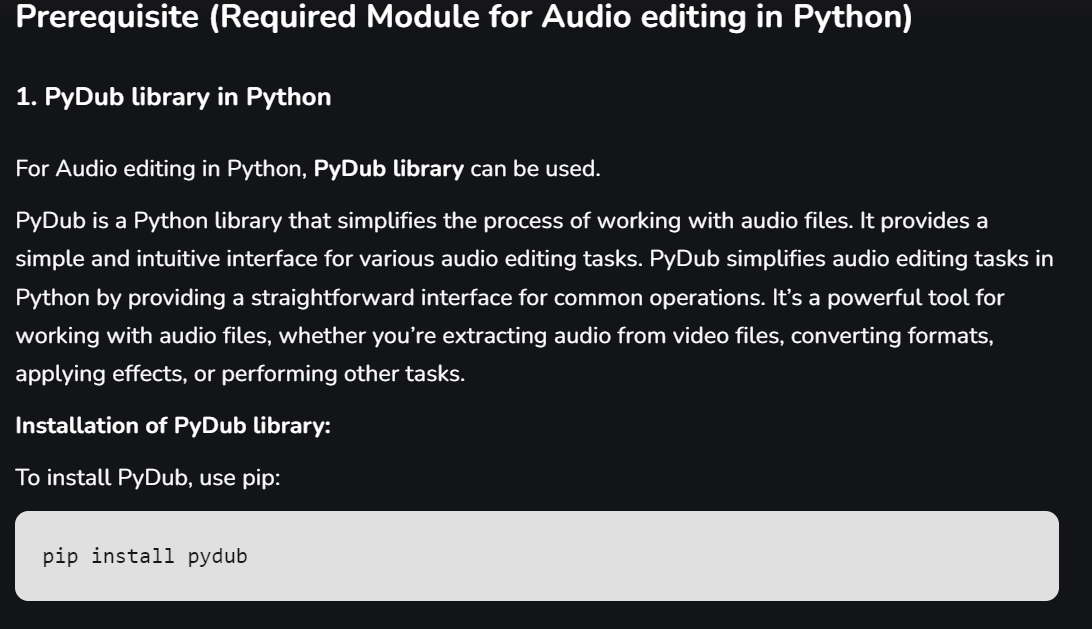 Prerequisite (Required Module for Audio editing in Python)
1. PyDub library in Python
For Audio editing in Python, PyDub library can be used.
PyDub is a Python library that simplifies the process of working with audio files. It provides a
simple and intuitive interface for various audio editing tasks. PyDub simplifies audio editing tasks in
Python by providing a straightforward interface for common operations. It’s a powerful tool for
working with audio files, whether you’re extracting audio from video files, converting formats,
applying effects, or performing other tasks.
Installation of PyDub library:
To install PyDub, use pip:
pip install pydub